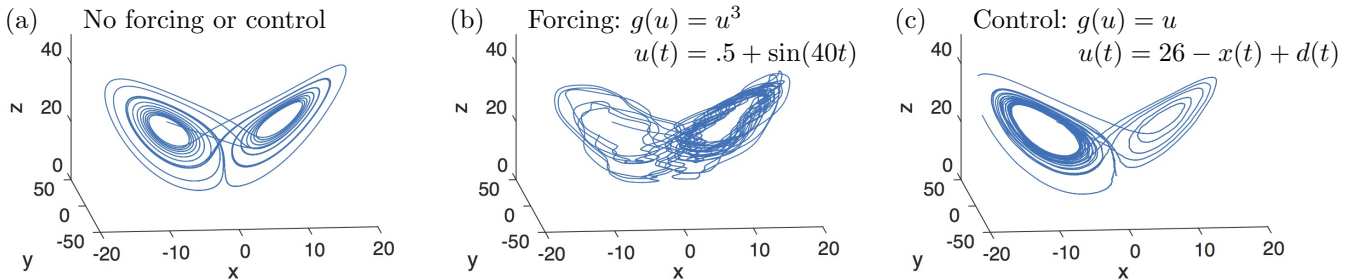 (a) No forcing or control
40
20
0
z
50
0
-50
y
-20 -10 0 10 20
x
(b) Forcing: g(u) = u³
u(t) = .5 + sin(40t)
40
20
0
z
50
0
-50
y
-20 -10 0 10 20
x
(c) Control: g(u) = u
u(t) = 26 − x(t) + d(t)
40
20
0
z
50
0
-50
y
-20 -10 0 10 20
x